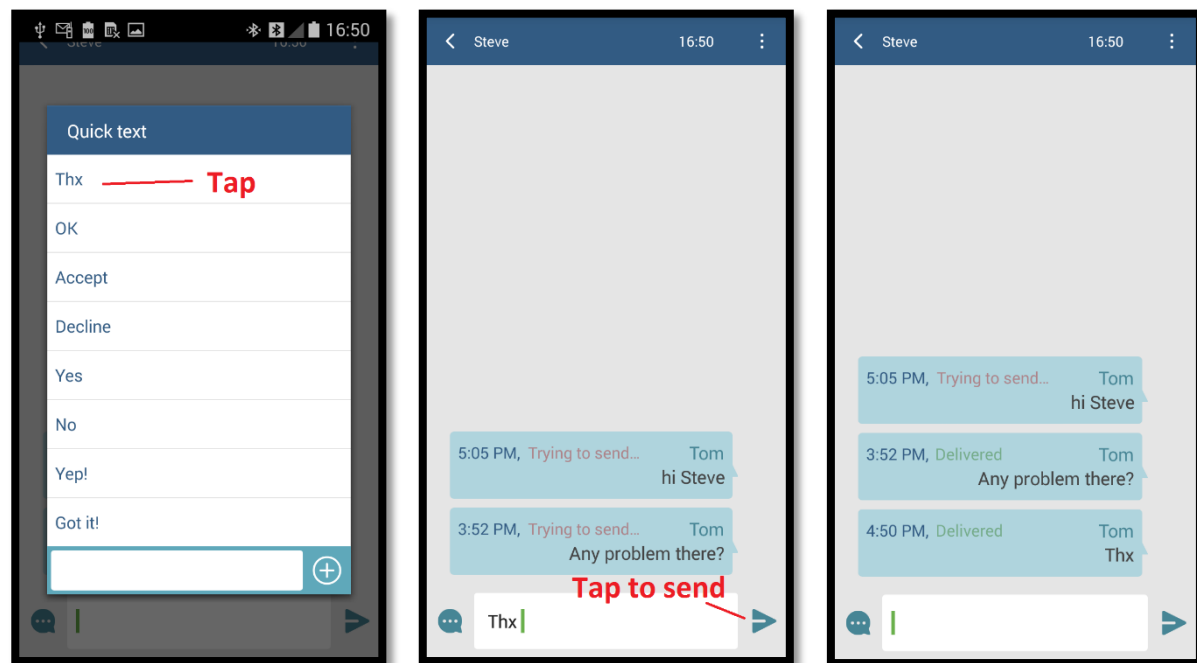 16:50
Steve
16:50
Quick text
Thx
Tap
OK
Accept
Decline
Yes
No
Yep!
Got it!
Steve 16:50
5:05 PM, Trying to send... Tom
hi Steve
3:52 PM, Trying to send... Tom
Any problem there?
Tap to send
Thx
Steve 16:50
5:05 PM, Trying to send... Tom
hi Steve
3:52 PM, Delivered Tom
Any problem there?
4:50 PM, Delivered Tom
Thx